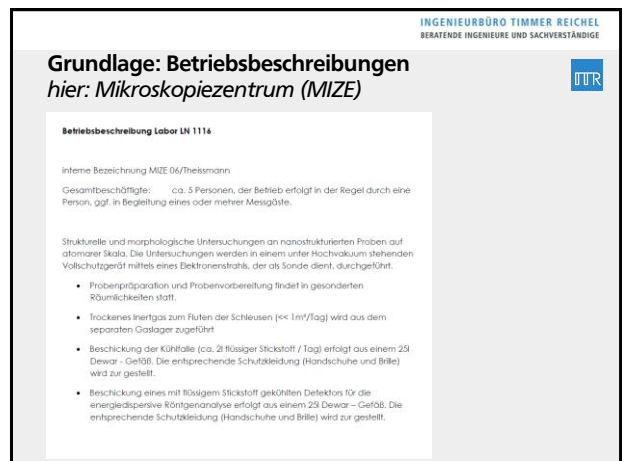 INGENIEURBÜRO TIMMER REICHEL
BERATENDE INGENIEURE UND SACHVERSTÄNDIGE
Grundlage: Betriebsbeschreibungen
hier: Mikroskopiezentrum (MIZE)
ITR
Betriebsbeschreibung Labor LN 1116
interne Bezeichnung MIZE 06/Theissmann
Gesamtbeschäftigte: ca. 5 Personen, der Betrieb erfolgt in der Regel durch eine
Person, ggf. in Begleitung eines oder mehrer Messgäste.
Strukturelle und morphologische Untersuchungen an nanostrukturierten Proben auf
atomarer Skala. Die Untersuchungen werden in einem unter Hochvakuum stehenden
Vollschutzgerät mittels eines Elektronenstrahls, der als Sonde dient, durchgeführt.
• Probenpräparation und Probenvorbereitung findet in gesonderten
Räumlichkeiten statt.
• Trockenes Inertgas zum Fluten der Schleusen (<< 1m³/Tag) wird aus dem
separaten Gaslager zugeführt
• Beschickung der Kühlfalle (ca. 2l flüssiger Stickstoff / Tag) erfolgt aus einem 25l
Dewar - Gefäß. Die entsprechende Schutzkleidung (Handschuhe und Brille)
wird zur gestellt.
• Beschickung eines mit flüssigem Stickstoff gekühlten Detektors für die
energiedispersive Röntgenanalyse erfolgt aus einem 25l Dewar – Gefäß. Die
entsprechende Schutzkleidung (Handschuhe und Brille) wird zur gestellt.